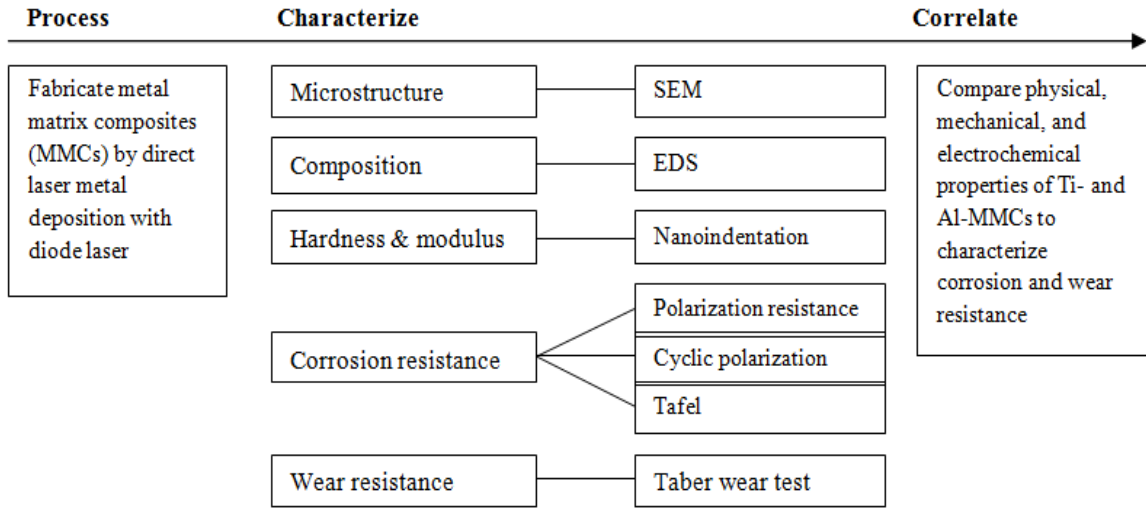 Process
Characterize
Correlate
Fabricate metal
matrix composites
(MMCs) by direct
laser metal
deposition with
diode laser
Microstructure
SEM
Composition
EDS
Hardness & modulus
Nanoindentation
Corrosion resistance
Polarization resistance
Cyclic polarization
Tafel
Wear resistance
Taber wear test
Compare physical,
mechanical, and
electrochemical
properties of Ti- and
Al-MMCs to
characterize
corrosion and wear
resistance